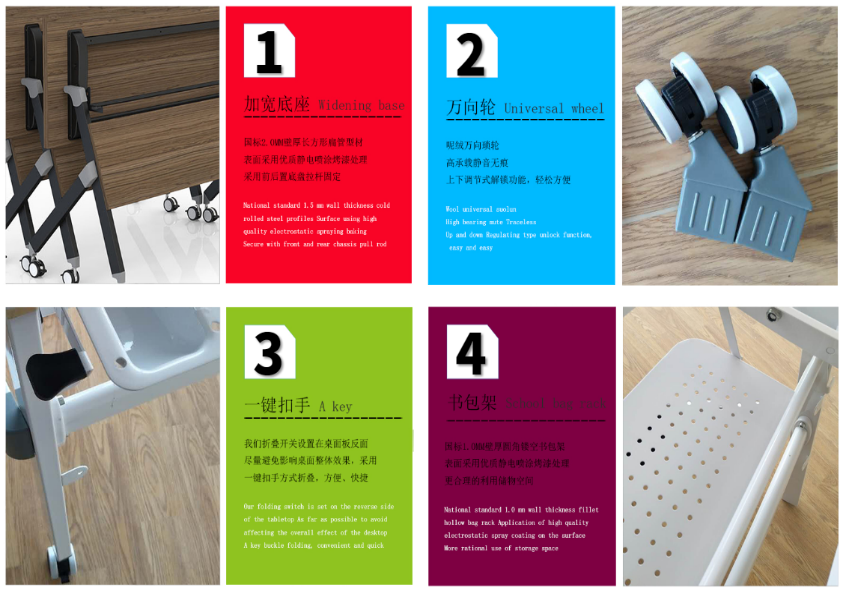 1
加宽底座 Widening base
国标2.0MM壁厚长方形扁管型材
表面采用优质静电喷涂烤漆处理
采用前后置底盘拉杆固定
National standard 1.5 mm wall thickness cold
rolled steel profiles Surface using high
quality electrostatic spraying baking
Secure with front and rear chassis pull rod
2
万向轮 Universal wheel
呢绒万向顺轮
高承载静音无痕
上下调节式解锁功能，轻松方便
Wool universal
High bearing mute Traceless
Up and down Regulating type unlock function,
easy and easy
3
一键扣手 A key
我们折叠开关设置在桌面板反面
尽量避免影响桌面整体效果，采用
一键扣手方式折叠，方便、快捷
Our folding switch is set on the reverse side
of the tabletop As far as possible to avoid
affecting the overall effect of the desktop
A key buckle folding, convenient and quick
4
书包架
国标1.0MM壁厚圆角镂空书包架
表面采用优质静电喷涂烤漆处理
更合理的利用储物空间
National standard 1.0 mm wall thickness fillet
hollow bag rack Application of high quality
electrostatic spray coating on the surface
More rational use of storage space